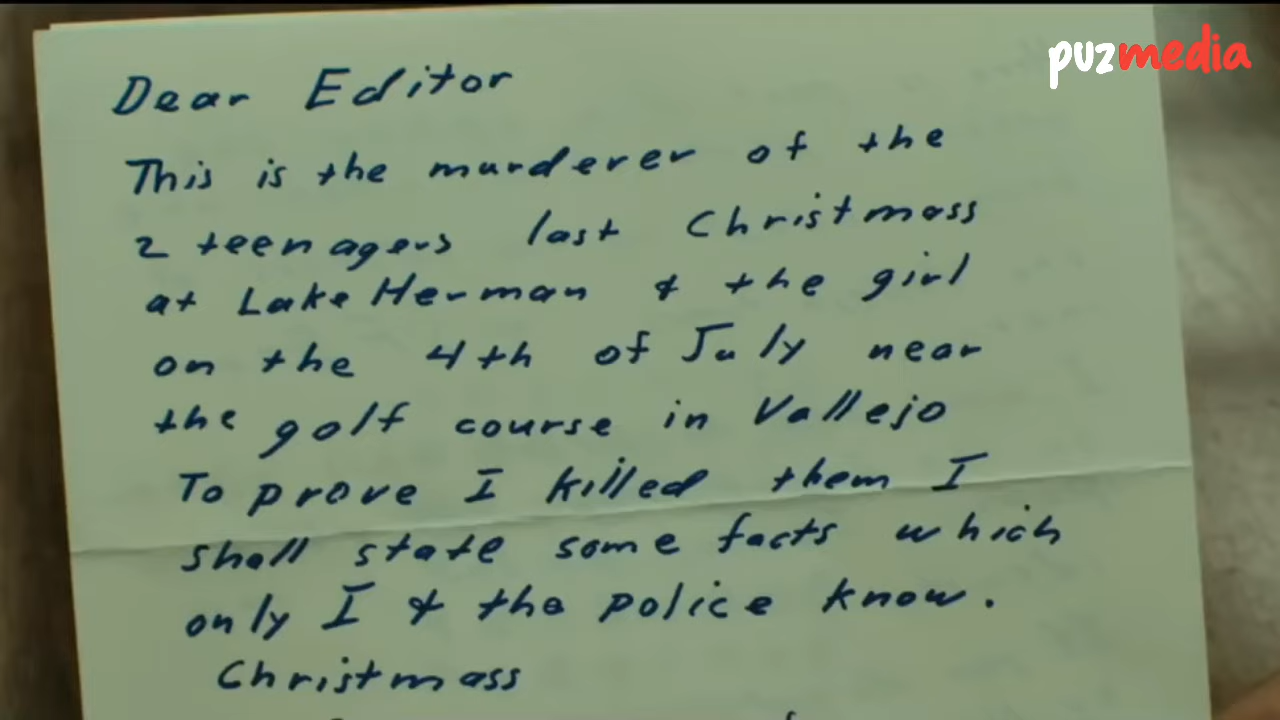 puzmedia
Dear Editor
This is the murderer of the
2 teenagers last Christmass
at Lake Herman & the girl
on the 4th of July near
the golf course in Vallejo
To prove I killed them I
shall state some facts which
only I & the police know.
Christmass